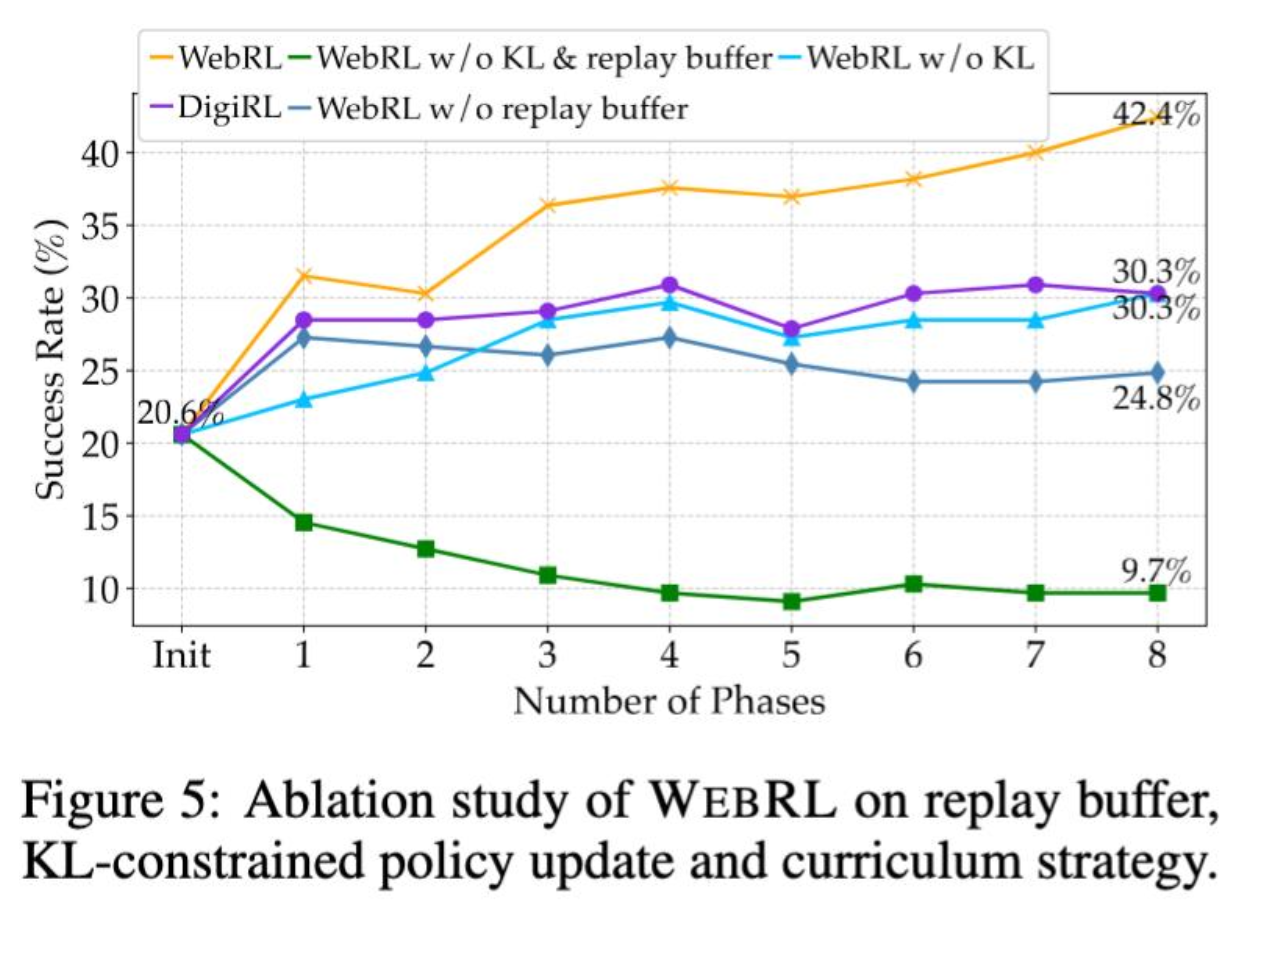 WebRL WebRL w/o KL & replay buffer WebRL w/o KL
DigiRL WebRL w/o replay buffer
42.4%
40
35
30.3%
30
30.3%
25
24.8%
20.6%
20
15
9.7%
10
Success Rate (%)
Init 1 2 3 4 5 6 7 8
Number of Phases
Figure 5: Ablation study of WEBRL on replay buffer,
KL-constrained policy update and curriculum strategy.